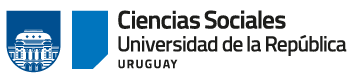 Ciencias Sociales
Universidad de la República
URUGUAY